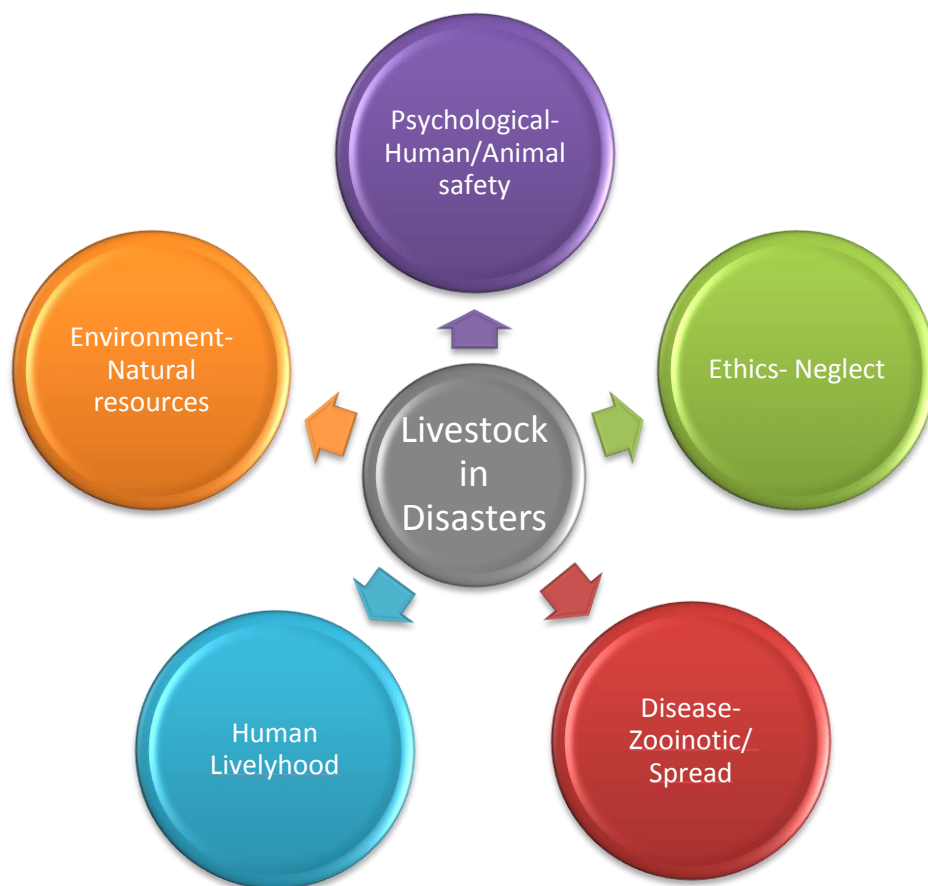 Psychological-
Human/Animal
safety
Environment-
Natural
resources
Ethics- Neglect
Livestock
in
Disasters
Human
Livelyhood
Disease-
Zooinotic/
Spread